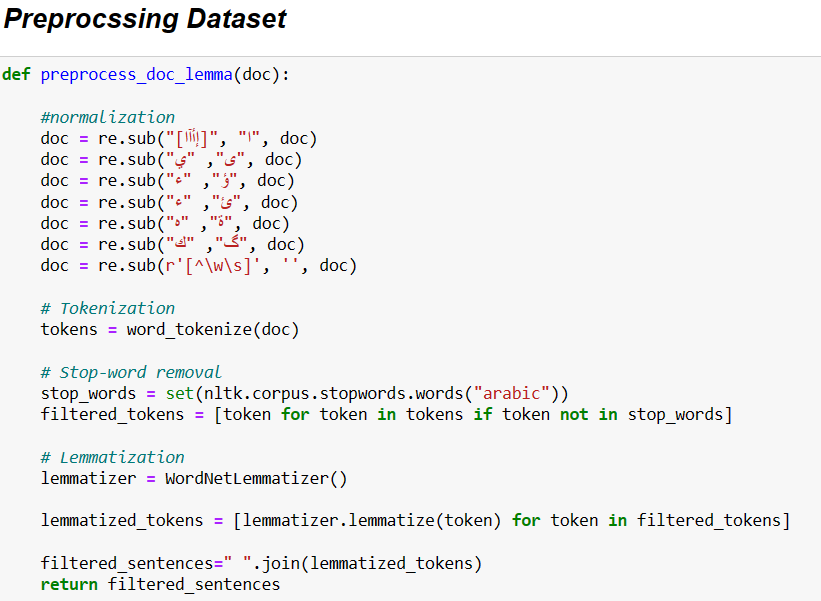 Preprocssing Dataset
def preprocess_doc_lemma(doc):
#normalization
doc = re.sub("[إأآا]", "ا", doc)
doc = re.sub("ى", "ي", doc)
doc = re.sub("ؤ", "ء", doc)
doc = re.sub("ئ", "ء", doc)
doc = re.sub("ة", "ه", doc)
doc = re.sub("گ", "ك", doc)
doc = re.sub(r'[^\w\s]', '', doc)
# Tokenization
tokens = word_tokenize(doc)
# Stop-word removal
stop_words = set(nltk.corpus.stopwords.words("arabic"))
filtered_tokens = [token for token in tokens if token not in stop_words]
# Lemmatization
lemmatizer = WordNetLemmatizer()
lemmatized_tokens = [lemmatizer.lemmatize(token) for token in filtered_tokens]
filtered_sentences=" ".join(lemmatized_tokens)
return filtered_sentences